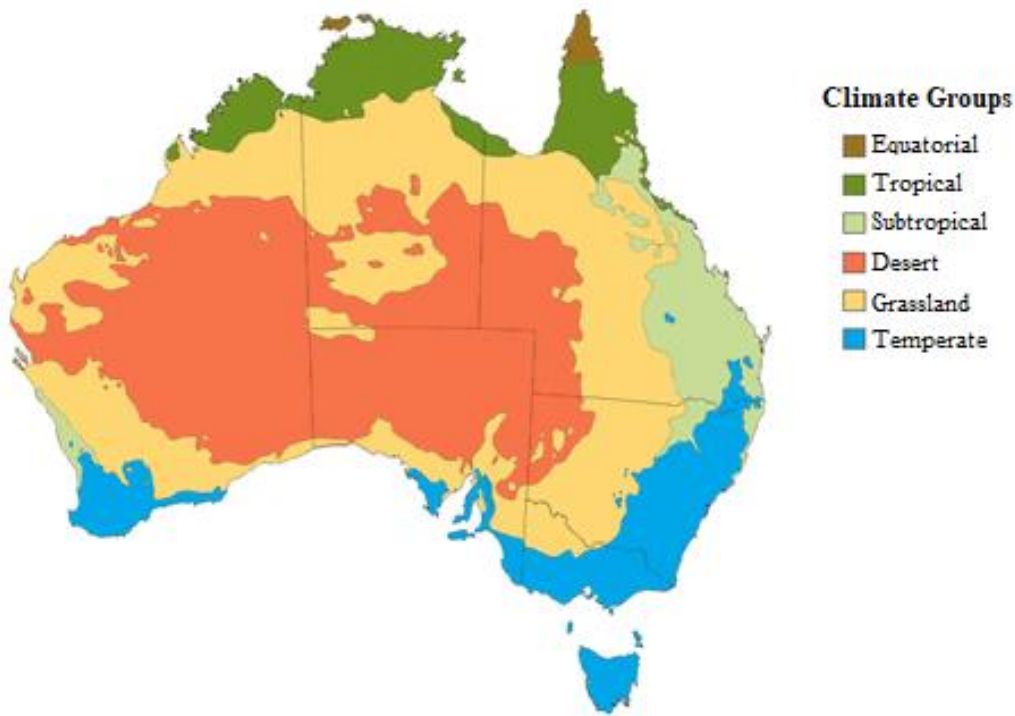 Climate Groups
Equatorial
Tropical
Subtropical
Desert
Grassland
Temperate